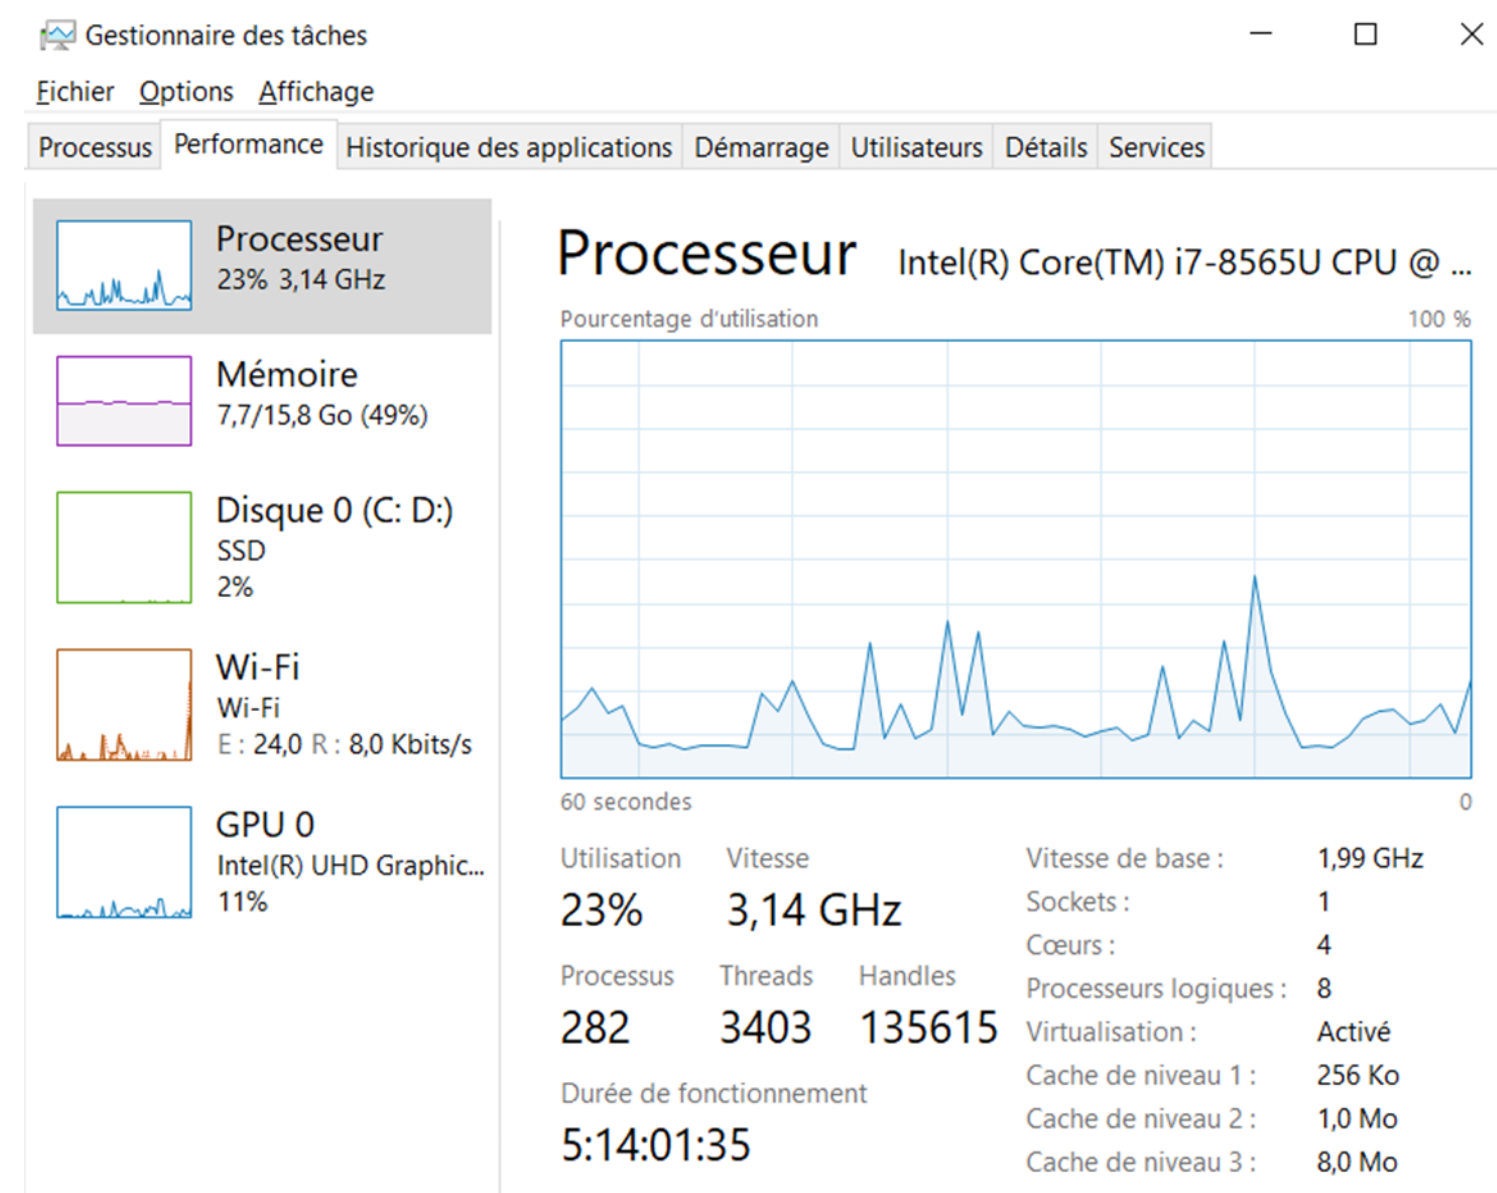 Gestionnaire des tâches
Fichier Options Affichage
Processus Performance Historique des applications Démarrage Utilisateurs Détails Services
Processeur
23% 3,14 GHz
Mémoire
7,7/15,8 Go (49%)
Disque 0 (C: D:)
SSD
2%
Wi-Fi
Wi-Fi
E : 24,0 R : 8,0 Kbits/s
GPU 0
Intel(R) UHD Graphic...
11%
Processeur Intel(R) Core(TM) i7-8565U CPU @ ...
Pourcentage d'utilisation 100 %
60 secondes 0
Utilisation Vitesse
23% 3,14 GHz
Processus Threads Handles
282 3403 135615
Durée de fonctionnement
5:14:01:35
Vitesse de base : 1,99 GHz
Sockets : 1
Cœurs : 4
Processeurs logiques : 8
Virtualisation : Activé
Cache de niveau 1 : 256 Ko
Cache de niveau 2 : 1,0 Mo
Cache de niveau 3 : 8,0 Mo